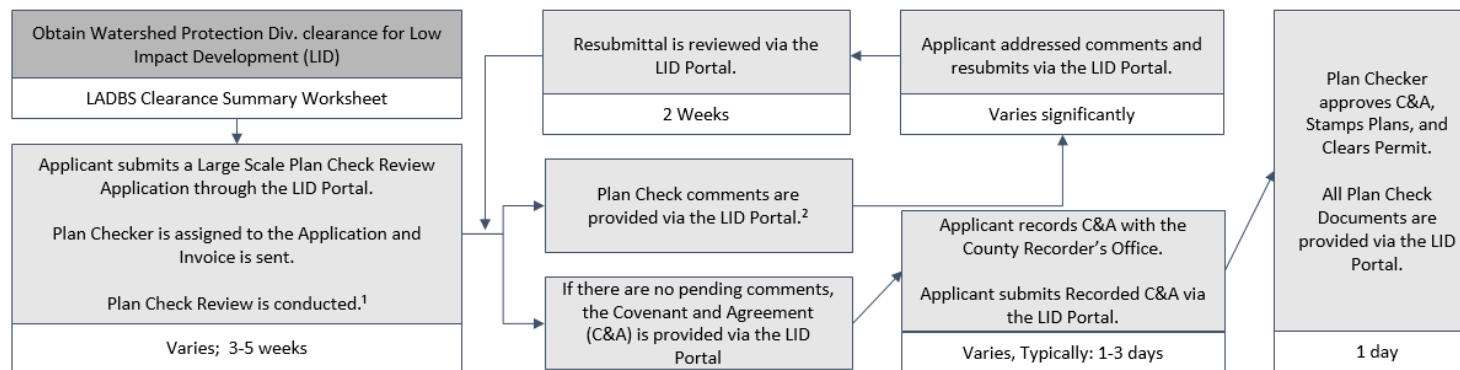 Obtain Watershed Protection Div. clearance for Low
Impact Development (LID)
LADBS Clearance Summary Worksheet
Applicant submits a Large Scale Plan Check Review
Application through the LID Portal.
Plan Checker is assigned to the Application and
Invoice is sent.
Plan Check Review is conducted.¹
Varies;  3-5 weeks
Resubmittal is reviewed via the
LID Portal.
2 Weeks
Applicant addressed comments and
resubmits via the LID Portal.
Varies significantly
Plan Check comments are
provided via the LID Portal.²
If there are no pending comments,
the Covenant and Agreement
(C&A) is provided via the LID
Portal
Applicant records C&A with the
County Recorder’s Office.
Applicant submits Recorded C&A via
the LID Portal.
Varies, Typically: 1-3 days
Plan Checker
approves C&A,
Stamps Plans, and
Clears Permit.
All Plan Check
Documents are
provided via the LID
Portal.
1 day